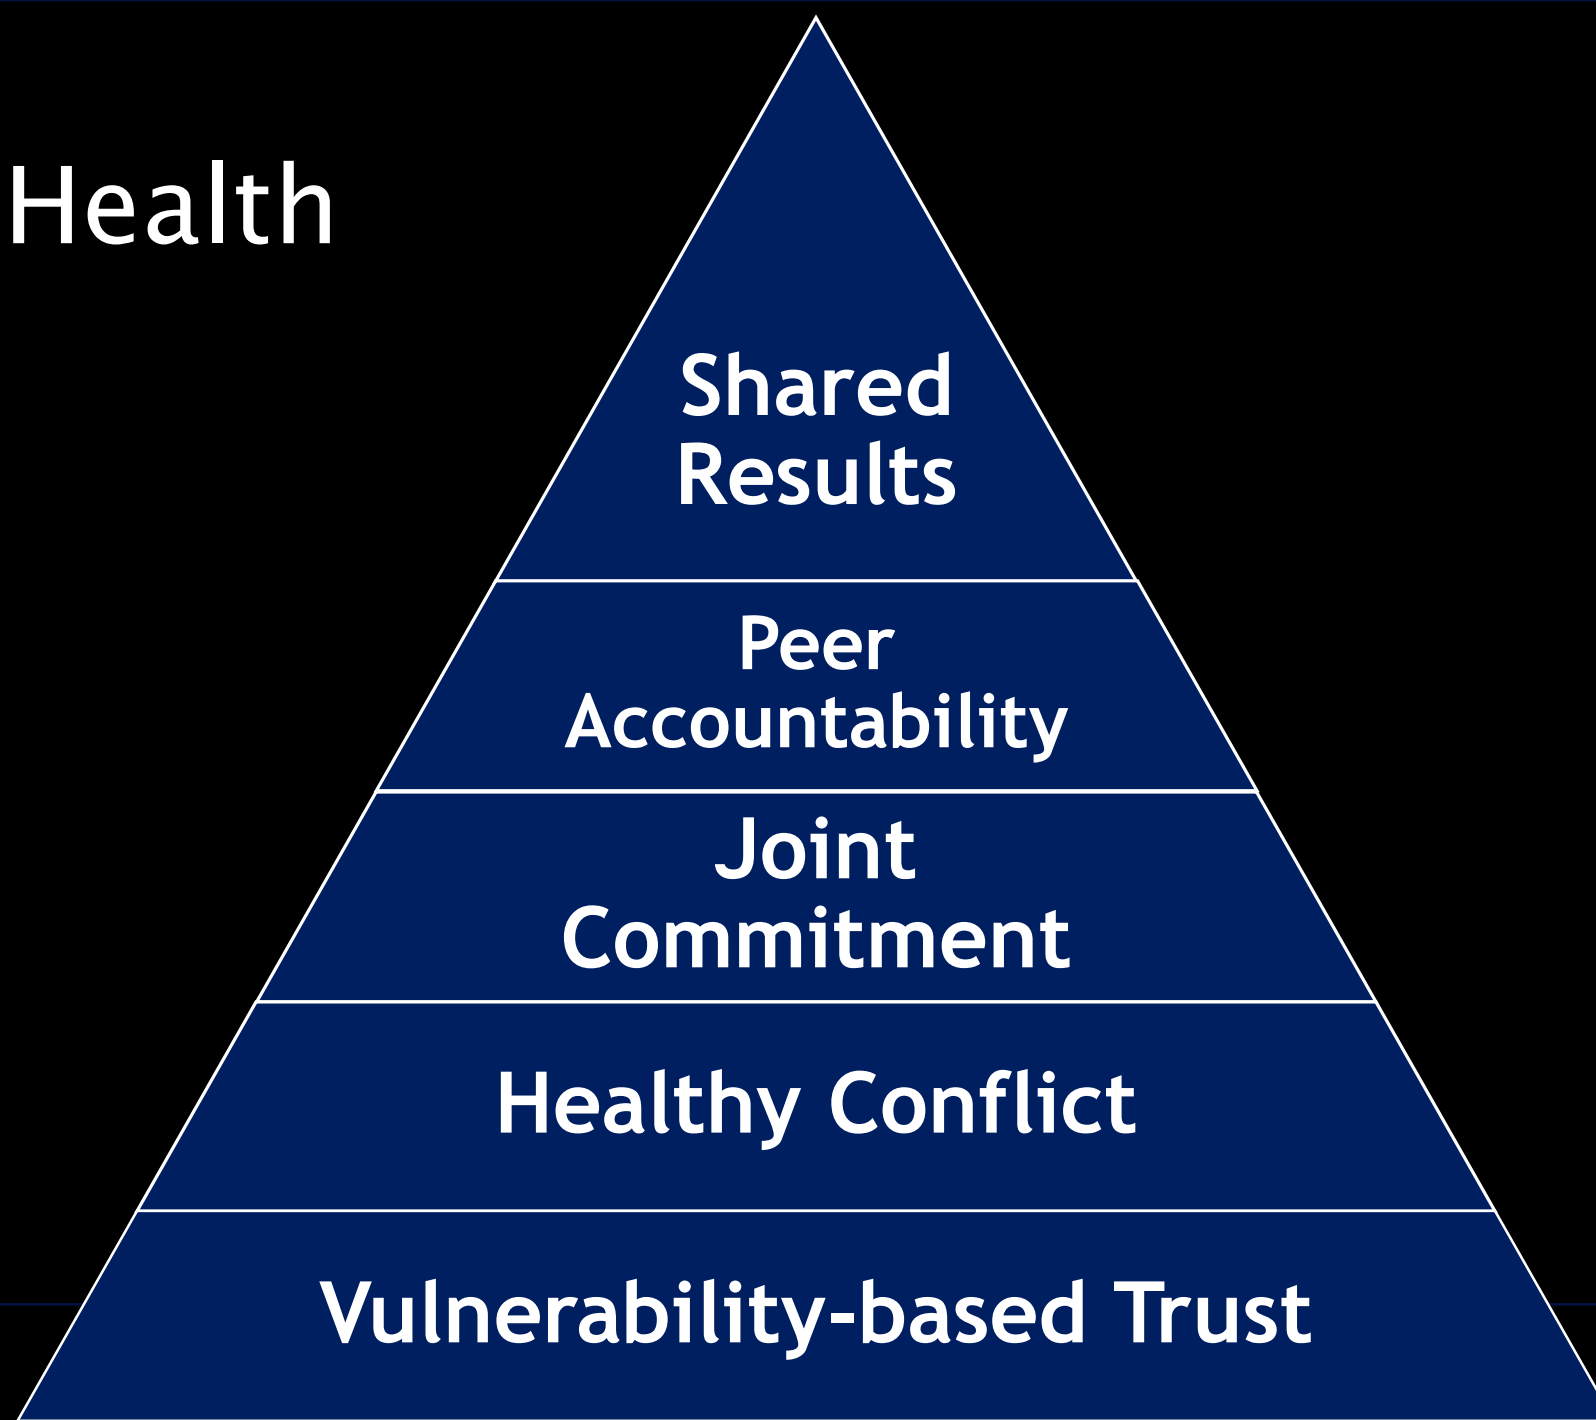 Health
Shared
Results
Peer
Accountability
Joint
Commitment
Healthy Conflict
Vulnerability-based Trust